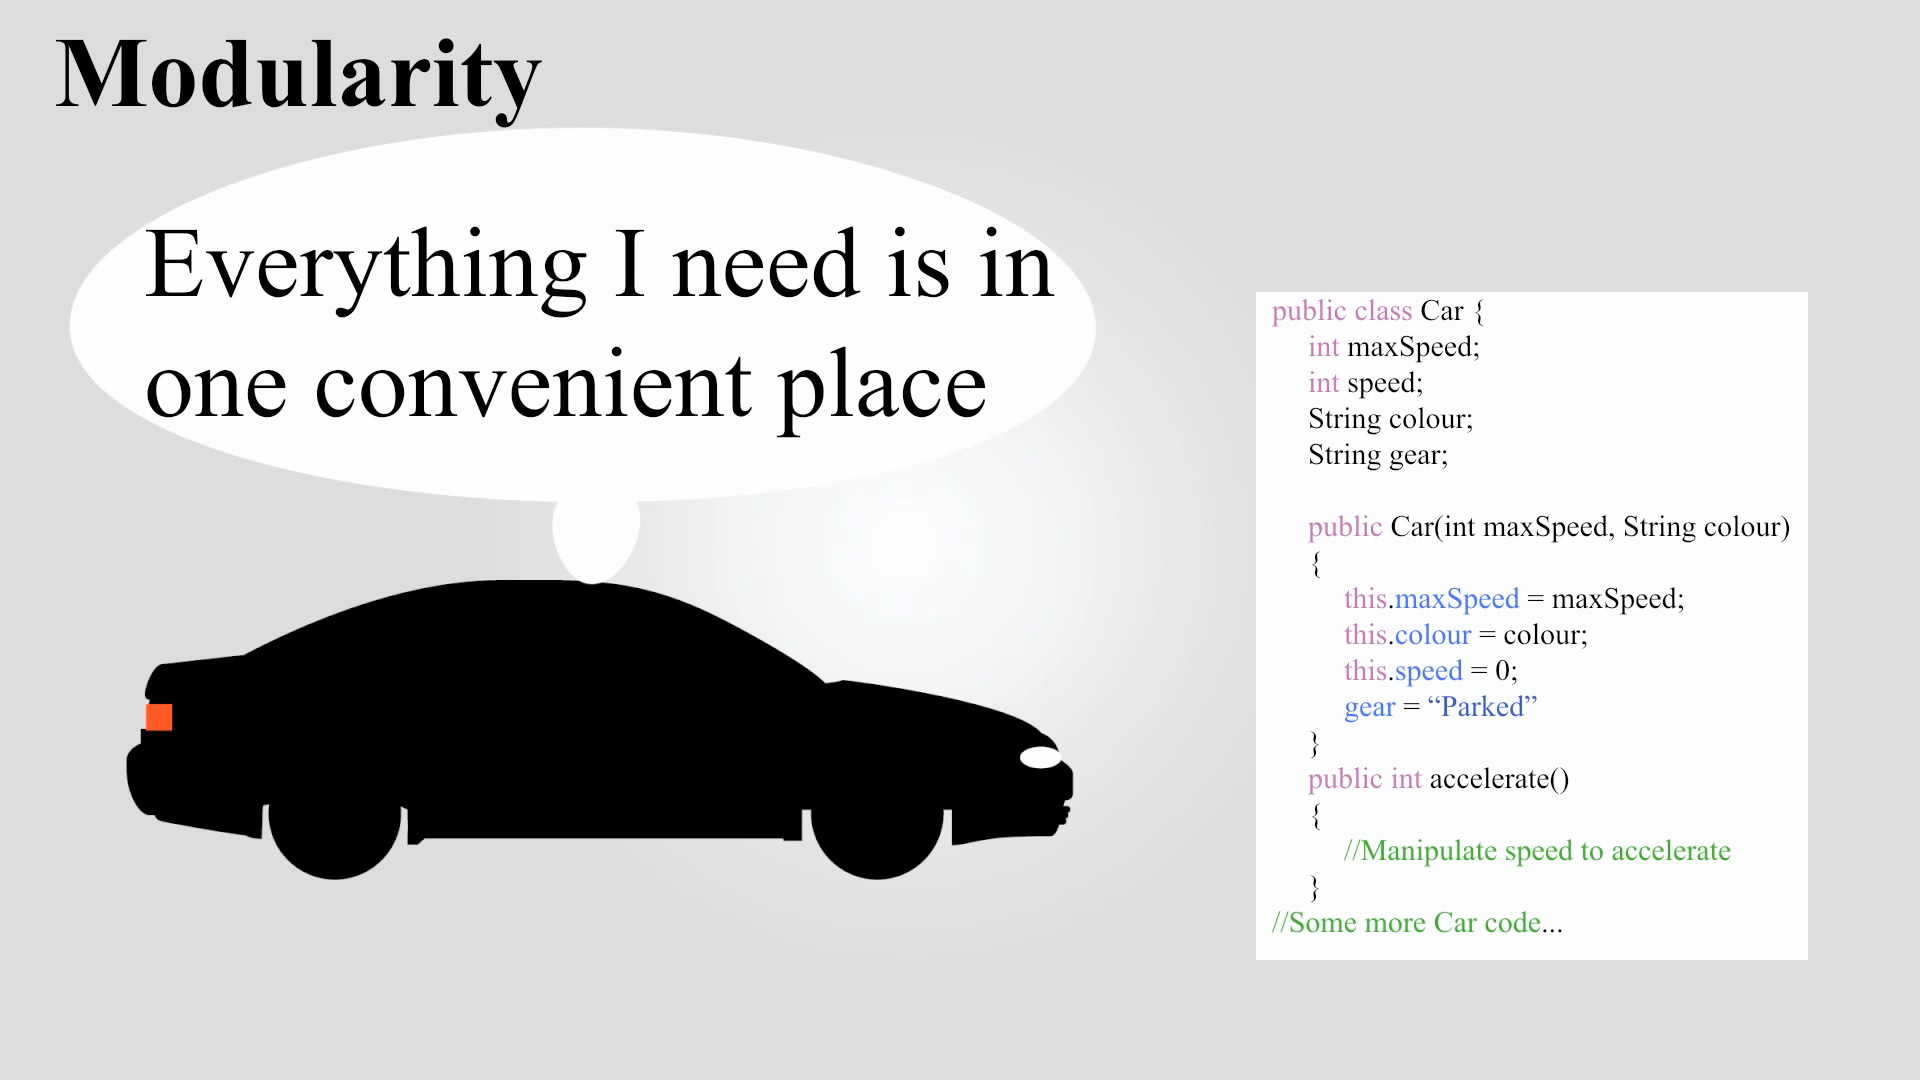 Modularity
Everything I need is in
one convenient place
public class Car {
int maxSpeed;
int speed;
String colour;
String gear;
public Car(int maxSpeed, String colour)
{
this.maxSpeed = maxSpeed;
this.colour = colour;
this.speed = 0;
gear = “Parked”
}
public int accelerate()
{
//Manipulate speed to accelerate
}
//Some more Car code...